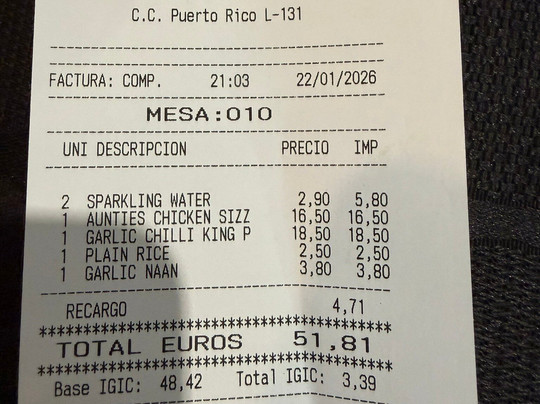 C.C. Puerto Rico L-131
FACTURA: COMP. 21:03 22/01/2026
MESA:010
UNI DESCRIPCION PRECIO IMP
2 SPARKLING WATER 2,90 5,80
1 AUNTIES CHICKEN SIZZ 16,50 16,50
1 GARLIC CHILLI KING P 18,50 18,50
1 PLAIN RICE 2,50 2,50
1 GARLIC NAAN 3,80 3,80
RECARGO 4,71
TOTAL EUROS 51,81
Base IGIC: 48,42 Total IGIC: 3,39